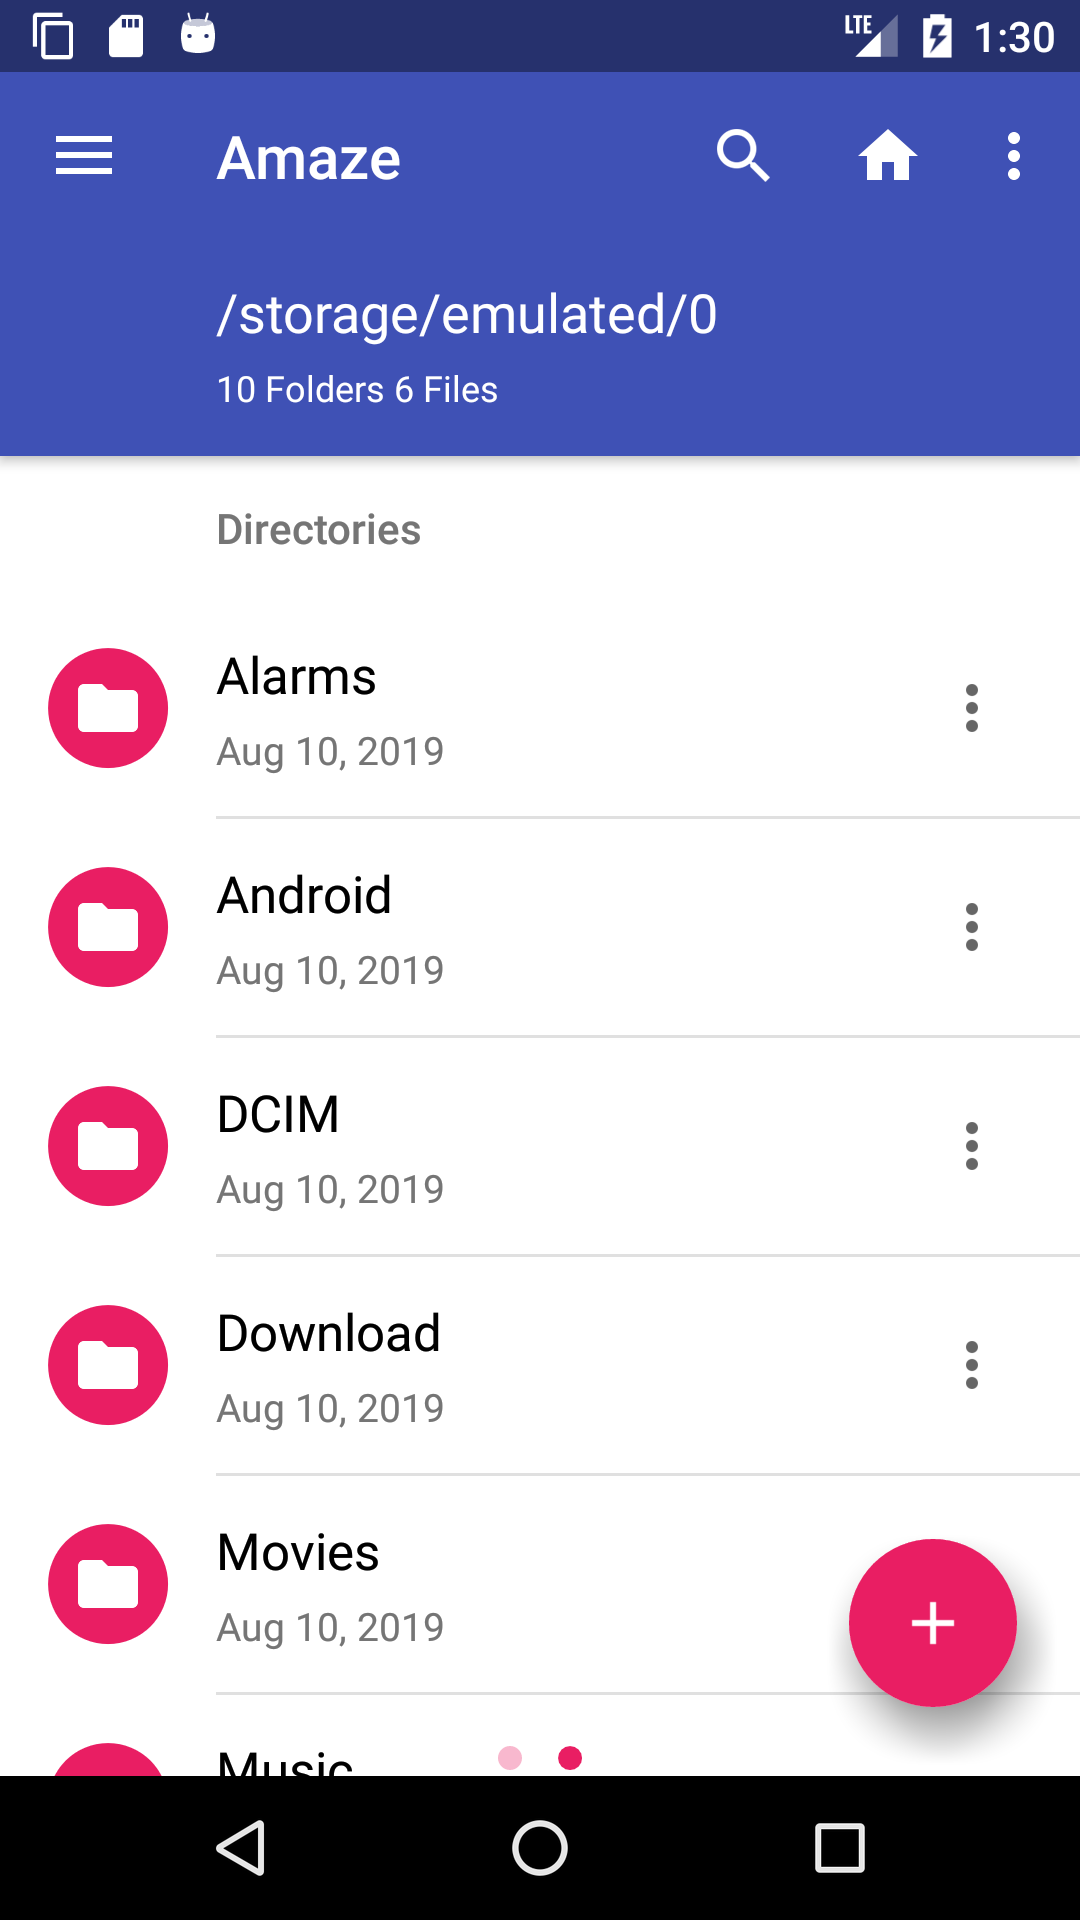 LTE 1:30
Amaze
/storage/emulated/0
10 Folders 6 Files
Directories
Alarms
Aug 10, 2019
Android
Aug 10, 2019
DCIM
Aug 10, 2019
Download
Aug 10, 2019
Movies
Aug 10, 2019
Music